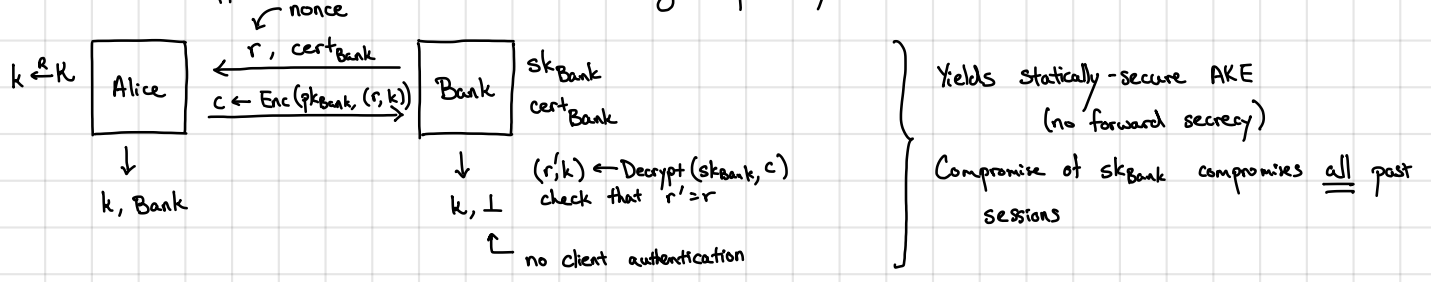 nonce
r, cert_Bank
k ←ᴿ K
Alice
c ← Enc(pk_Bank, (r, k))
Bank
sk_Bank
cert_Bank
k, Bank
k, ⊥
(r', k) ← Decrypt(sk_Bank, c)
check that r' = r
no client authentication
Yields statically-secure AKE
(no forward secrecy)
Compromise of sk_Bank compromises all past
sessions